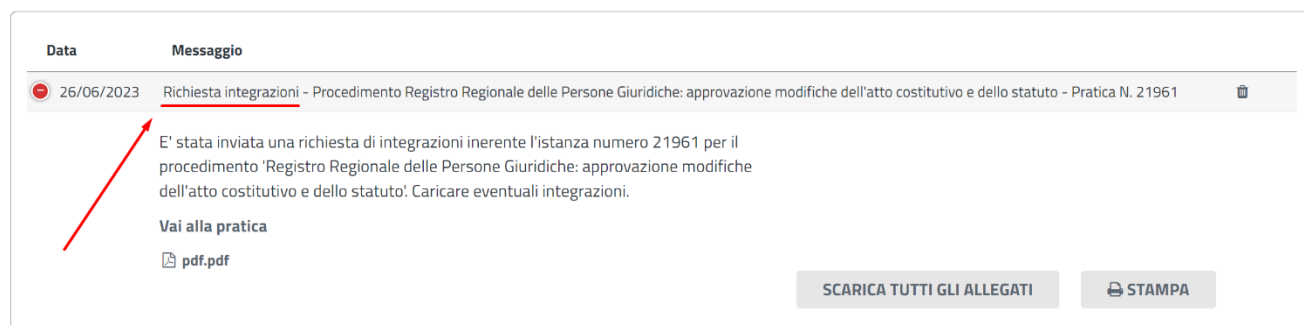 Data Messaggio
26/06/2023 Richiesta integrazioni - Procedimento Registro Regionale delle Persone Giuridiche: approvazione modifiche dell'atto costitutivo e dello statuto - Pratica N. 21961
E' stata inviata una richiesta di integrazioni inerente l'istanza numero 21961 per il
procedimento 'Registro Regionale delle Persone Giuridiche: approvazione modifiche
dell'atto costitutivo e dello statuto'. Caricare eventuali integrazioni.
Vai alla pratica
pdf.pdf
SCARICA TUTTI GLI ALLEGATI STAMPA